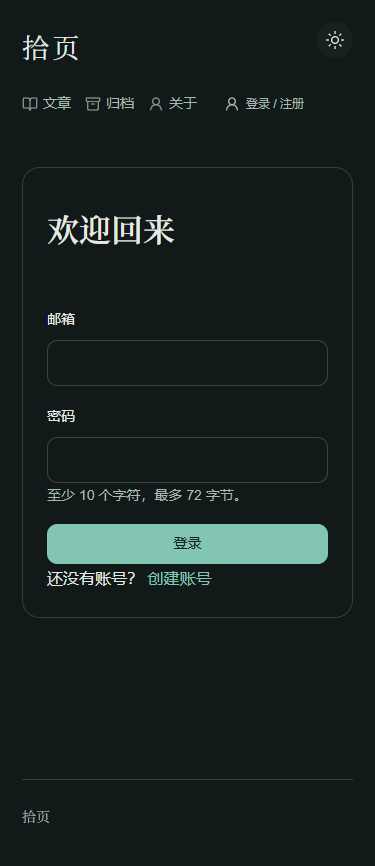 拾页
文章 归档 关于 登录 / 注册
欢迎回来
邮箱
密码
至少 10 个字符，最多 72 字节。
登录
还没有账号？ 创建账号
拾页